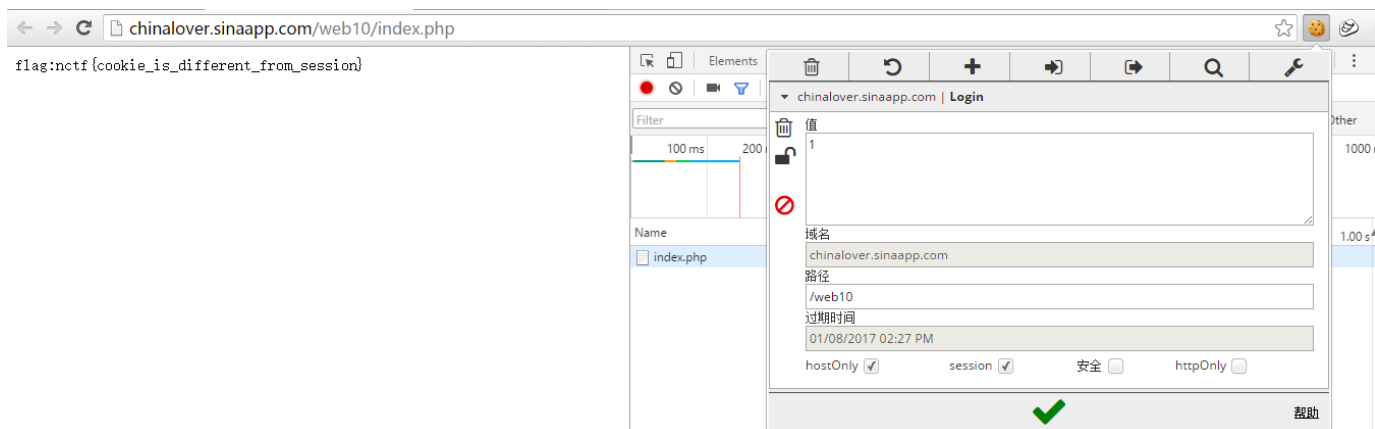 chinalover.sinaapp.com/web10/index.php
flag:nctf{cookie_is_different_from_session}
Elements
chinalover.sinaapp.com | Login
Filter
值
ther
1
100 ms
200
1000
Name
域名
1.00 s
index.php
chinalover.sinaapp.com
路径
/web10
过期时间
01/08/2017 02:27 PM
hostOnly
session
安全
httpOnly
帮助